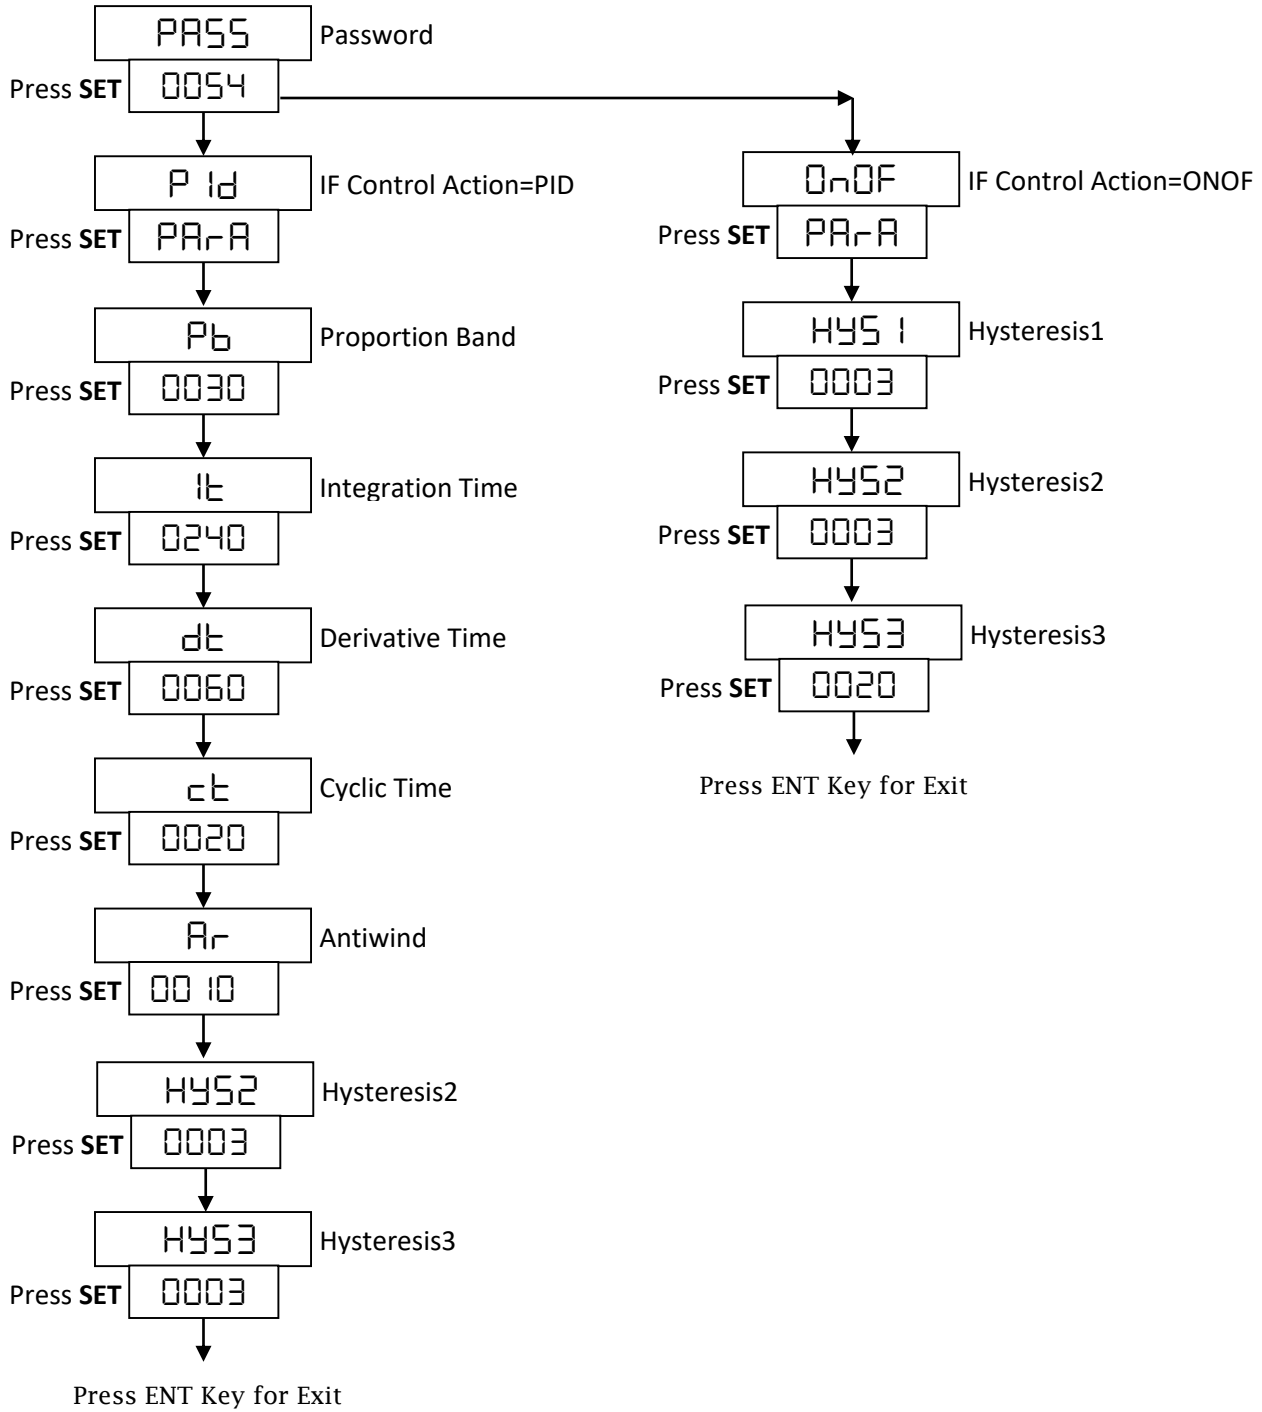 PASS
Password
Press SET
0054
PId
IF Control Action=PID
Press SET
PArA
Pb
Proportion Band
Press SET
0030
It
Integration Time
Press SET
0240
dt
Derivative Time
Press SET
0060
ct
Cyclic Time
Press SET
0020
Ar
Antiwind
Press SET
0010
HYS2
Hysteresis2
Press SET
0003
HYS3
Hysteresis3
Press SET
0003
Press ENT Key for Exit
OnOF
IF Control Action=ONOF
Press SET
PArA
HYS1
Hysteresis1
Press SET
0003
HYS2
Hysteresis2
Press SET
0003
HYS3
Hysteresis3
Press SET
0020
Press ENT Key for Exit